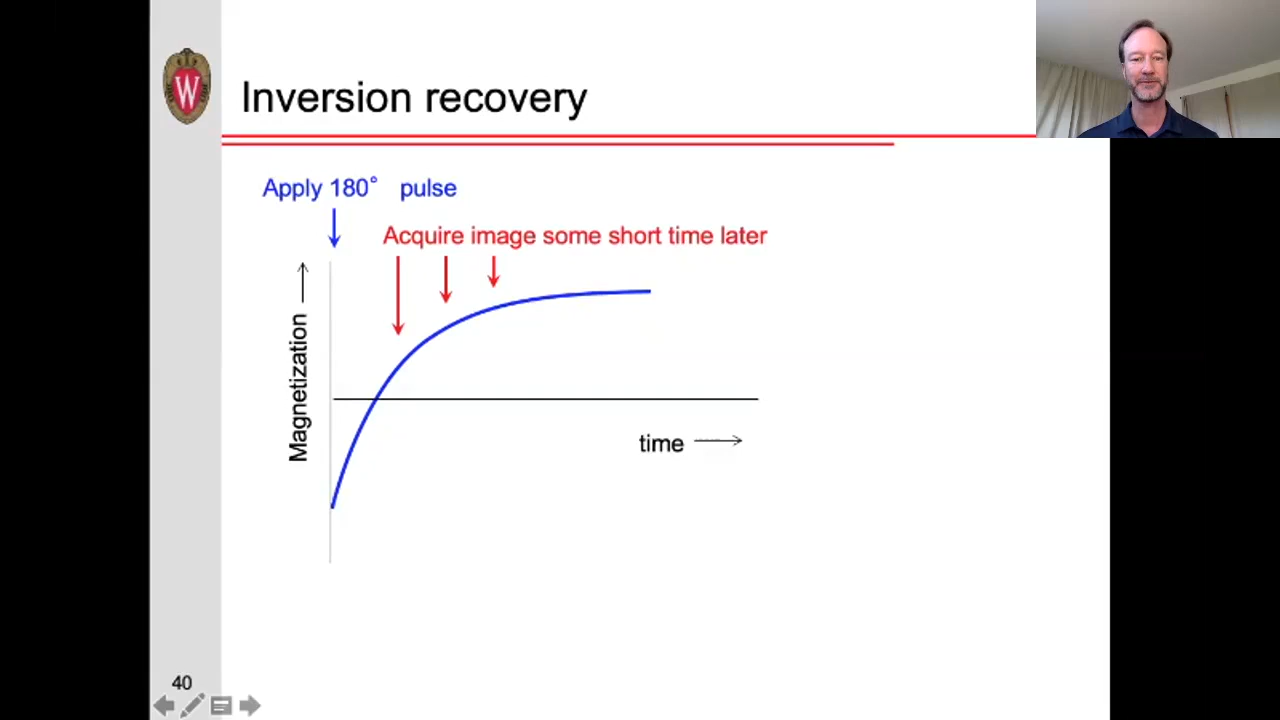 W
Inversion recovery
Apply 180° pulse
Acquire image some short time later
Magnetization
time
40